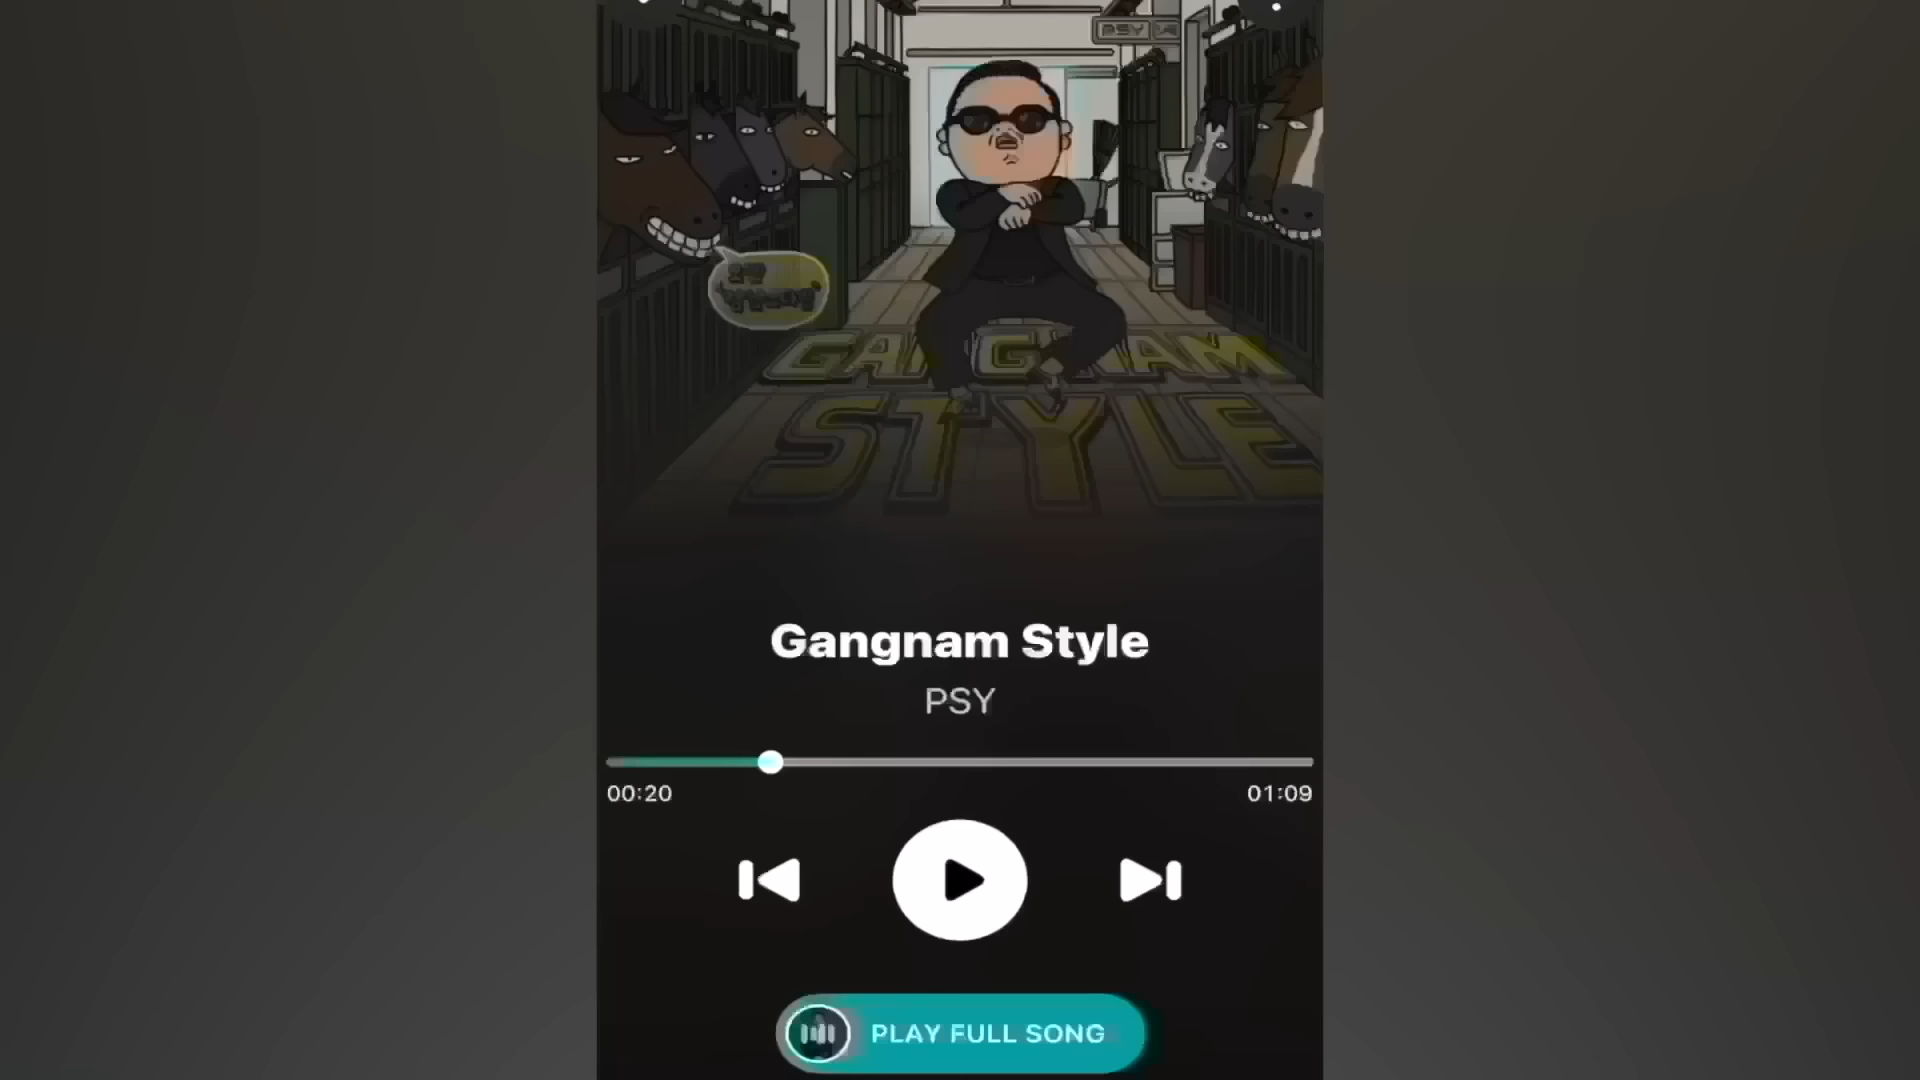 PSY
GANGNAM
STYLE
Gangnam Style
PSY
00:20
01:09
PLAY FULL SONG